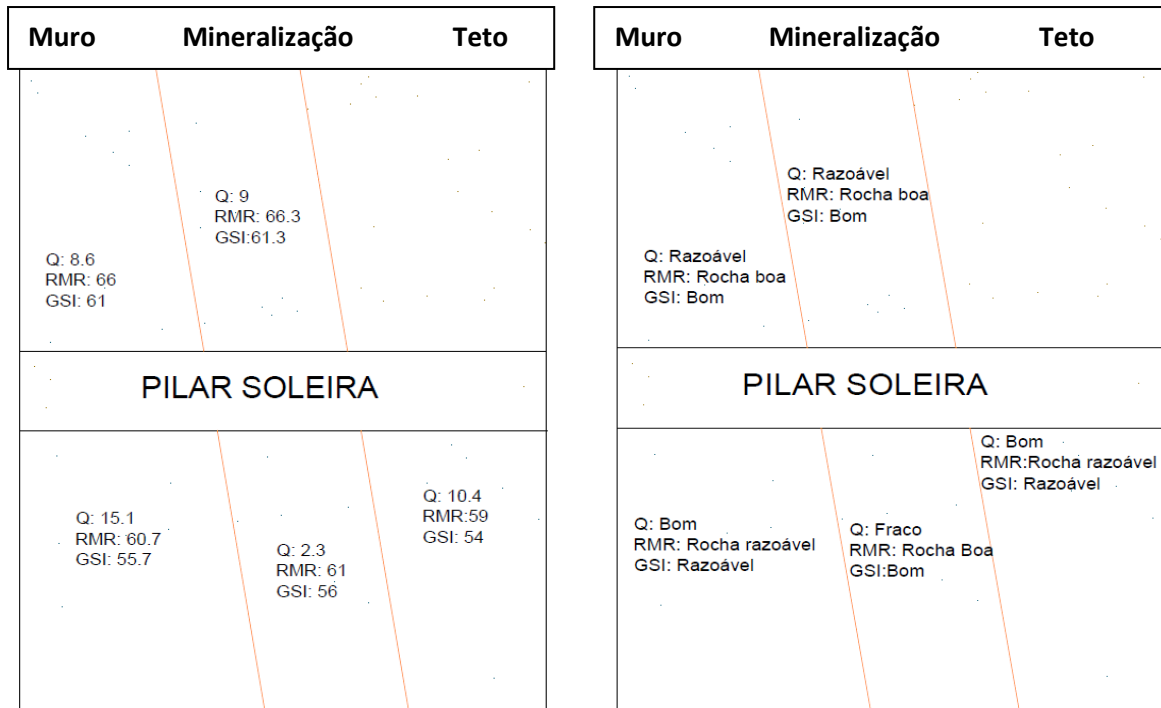 Muro Mineralização Teto
Q: 9
RMR: 66.3
GSI:61.3
Q: 8.6
RMR: 66
GSI: 61
PILAR SOLEIRA
Q: 15.1
RMR: 60.7
GSI: 55.7
Q: 2.3
RMR: 61
GSI: 56
Q: 10.4
RMR:59
GSI: 54
Muro Mineralização Teto
Q: Razoável
RMR: Rocha boa
GSI: Bom
Q: Razoável
RMR: Rocha boa
GSI: Bom
PILAR SOLEIRA
Q: Bom
RMR: Rocha razoável
GSI: Razoável
Q: Fraco
RMR: Rocha Boa
GSI:Bom
Q: Bom
RMR:Rocha razoável
GSI: Razoável